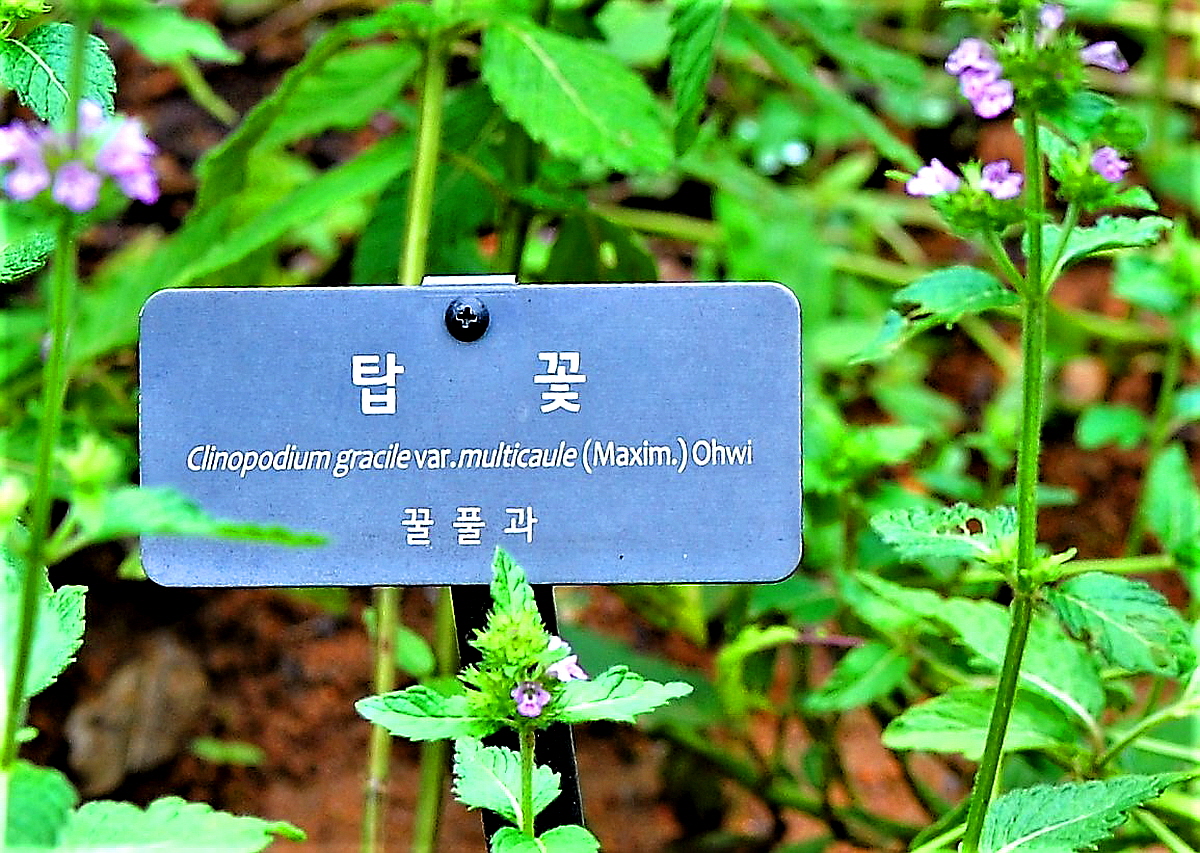 탑 꽃
Clinopodium gracile var. multicaule (Maxim.) Ohwi
꿀 풀 과